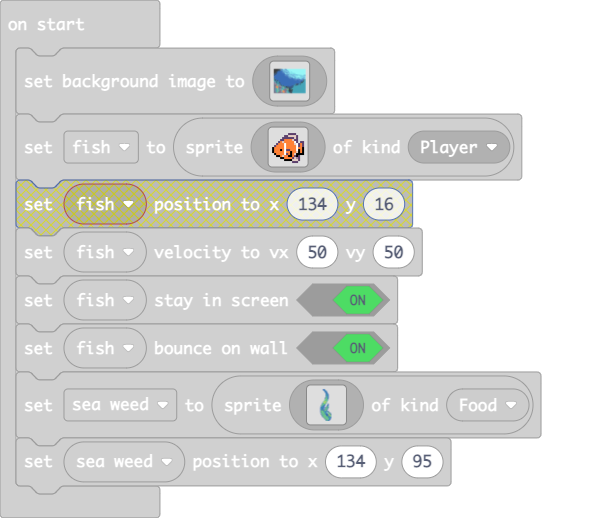 on start
set background image to
set fish to sprite of kind Player
set fish position to x 134 y 16
set fish velocity to vx 50 vy 50
set fish stay in screen ON
set fish bounce on wall ON
set sea weed to sprite of kind Food
set sea weed position to x 134 y 95